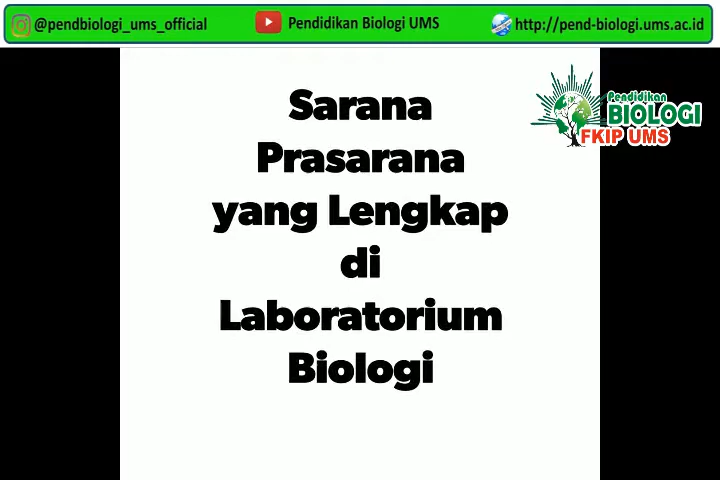 @pendbiologi_ums_official
Pendidikan Biologi UMS
http://pend-biologi.ums.ac.id
Pendidikan
BIOLOGI
FKIP UMS
Sarana
Prasarana
yang Lengkap
di
Laboratorium
Biologi